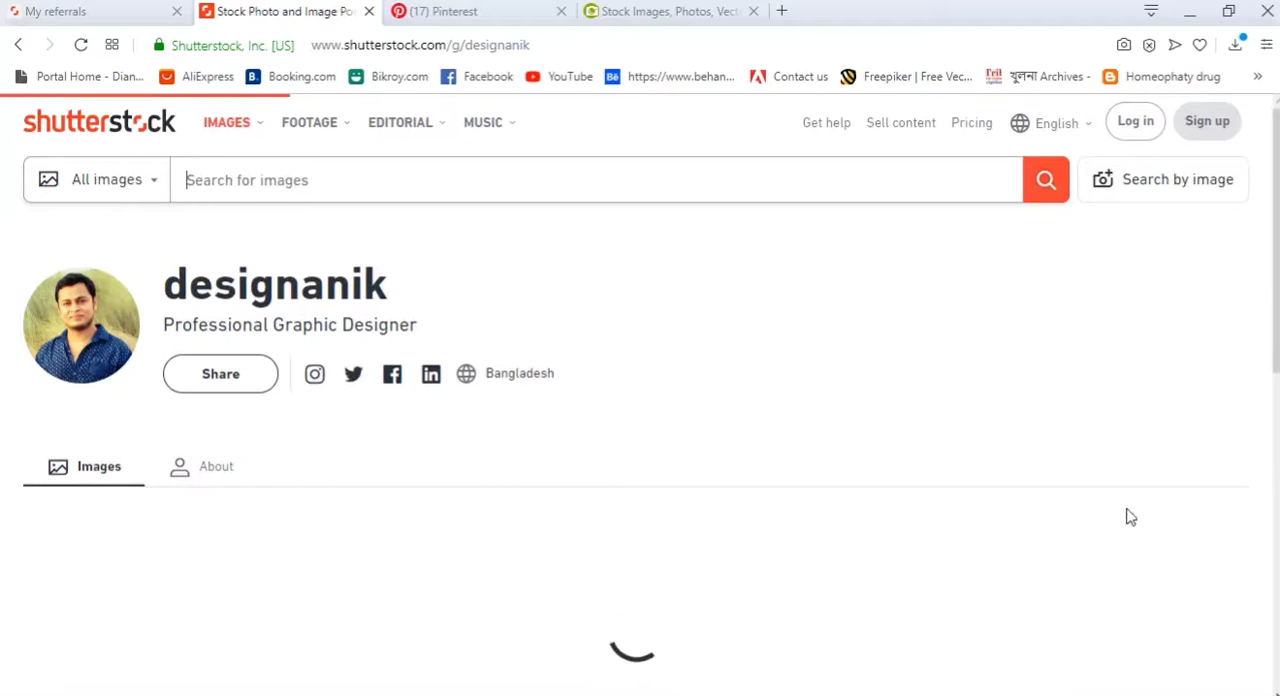 My referrals
Stock Photo and Image Po
(17) Pinterest
Stock Images, Photos, Vect
Shutterstock, Inc. [US]
www.shutterstock.com/g/designanik
Portal Home - Dian...
AliExpress
B. Booking.com
Bikroy.com
Facebook
YouTube
Bē https://www.behan...
Contact us
Freepiker | Free Vec...
খুলনা Archives -
Homeophaty drug
»
shutterstock
IMAGES
FOOTAGE
EDITORIAL
MUSIC
Get help
Sell content
Pricing
English
Log in
Sign up
All images
Search for images
Search by image
designanik
Professional Graphic Designer
Share
Bangladesh
Images
About